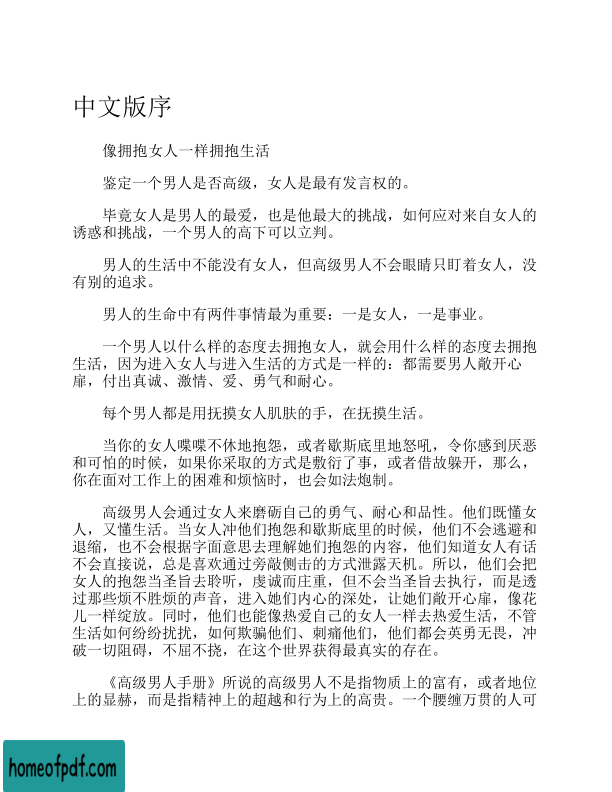 中文版序
像拥抱女人一样拥抱生活
鉴定一个男人是否高级，女人是最有发言权的。
毕竟女人是男人的最爱，也是他最大的挑战，如何应对来自女人的
诱惑和挑战，一个男人的高下可以立判。
男人的生活中不能没有女人，但高级男人不会眼睛只盯着女人，没
有别的追求。
男人的生命中有两件事情最为重要：一是女人，一是事业。
一个男人以什么样的态度去拥抱女人，就会用什么样的态度去拥抱
生活，因为进入女人与进入生活的方式是一样的：都需要男人敞开心
扉，付出真诚、激情、爱、勇气和耐心。
每个男人都是用抚摸女人肌肤的手，在抚摸生活。
当你的女人喋喋不休地抱怨，或者歇斯底里地怒吼，令你感到厌恶
和可怕的时候，如果你采取的方式是敷衍了事，或者借故躲开，那么，
你在面对工作上的困难和烦恼时，也会如法炮制。
高级男人会通过女人来磨砺自己的勇气、耐心和品性。他们既懂女
人，又懂生活。当女人冲他们抱怨和歇斯底里的时候，他们不会逃避和
退缩，也不会根据字面意思去理解她们抱怨的内容，他们知道女人有话
不会直接说，总是喜欢通过旁敲侧击的方式泄露天机。所以，他们会把
女人的抱怨当圣旨去聆听，虔诚而庄重，但不会当圣旨去执行，而是透
过那些烦不胜烦的声音，进入她们内心的深处，让她们敞开心扉，像花
儿一样绽放。同时，他们也能像热爱自己的女人一样去热爱生活，不管
生活如何纷纷扰扰，如何欺骗他们、刺痛他们，他们都会英勇无畏，冲
破一切阻碍，不屈不挠，在这个世界获得最真实的存在。
《高级男人手册》所说的高级男人不是指物质上的富有，或者地位
上的显赫，而是指精神上的超越和行为上的高贵。一个腰缠万贯的人可
homeofpdf.com